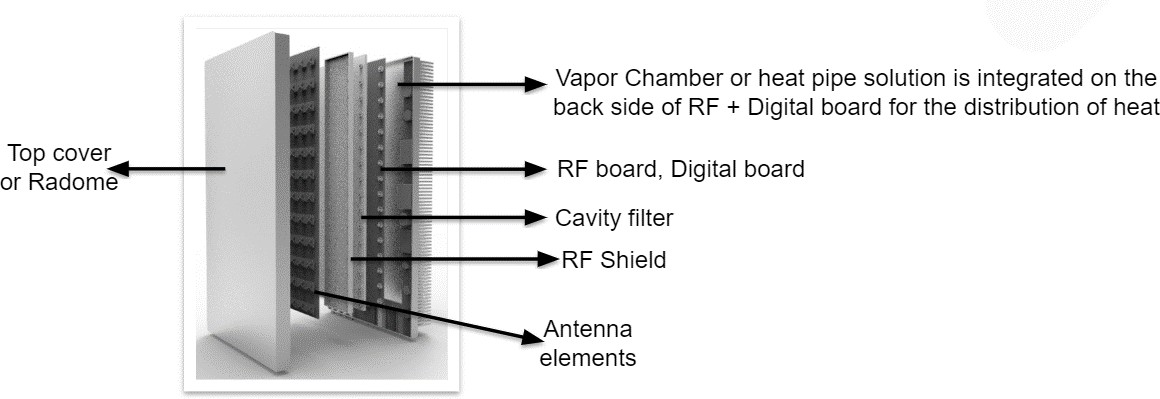 Vapor Chamber or heat pipe solution is integrated on the
back side of RF + Digital board for the distribution of heat
Top cover
or Radome
RF board, Digital board
Cavity filter
RF Shield
Antenna
elements